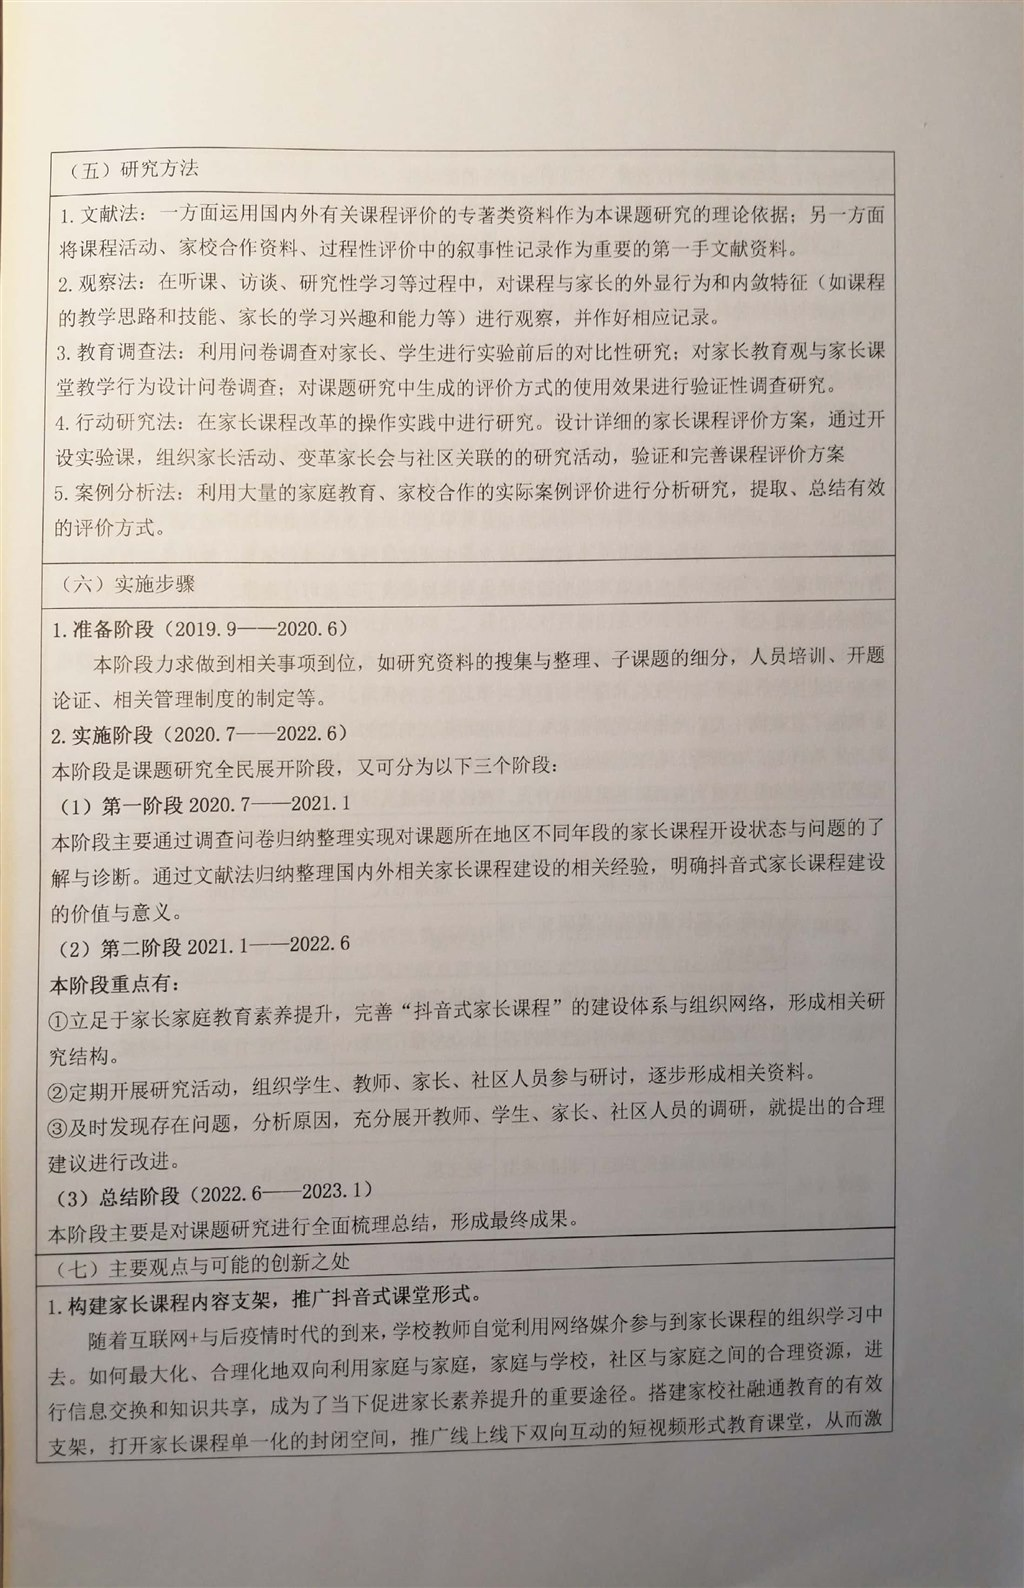 （五）研究方法
1.文献法：一方面运用国内外有关课程评价的专著类资料作为本课题研究的理论依据；另一方面
将课程活动、家校合作资料、过程性评价中的叙事性记录作为重要的第一手文献资料。
2.观察法：在听课、访谈、研究性学习等过程中，对课程与家长的外显行为和内敛特征（如课程
的教学思路和技能、家长的学习兴趣和能力等）进行观察，并作好相应记录。
3.教育调查法：利用问卷调查对家长、学生进行实验前后的对比性研究；对家长教育观与家长课
堂教学行为设计问卷调查；对课题研究中生成的评价方式的使用效果进行验证性调查研究。
4.行动研究法：在家长课程改革的操作实践中进行研究。设计详细的家长课程评价方案，通过开
设实验课，组织家长活动、变革家长会与社区关联的的研究活动，验证和完善课程评价方案
5.案例分析法：利用大量的家庭教育、家校合作的实际案例评价进行分析研究，提取、总结有效
的评价方式。
（六）实施步骤
1.准备阶段（2019.9——2020.6）
本阶段力求做到相关事项到位，如研究资料的搜集与整理、子课题的细分，人员培训、开题
论证、相关管理制度的制定等。
2.实施阶段（2020.7——2022.6）
本阶段是课题研究全民展开阶段，又可分为以下三个阶段：
（1）第一阶段 2020.7——2021.1
本阶段主要通过调查问卷归纳整理实现对课题所在地区不同年段的家长课程开设状态与问题的了
解与诊断。通过文献法归纳整理国内外相关家长课程建设的相关经验，明确抖音式家长课程建设
的价值与意义。
（2）第二阶段 2021.1——2022.6
本阶段重点有：
①立足于家长家庭教育素养提升，完善“抖音式家长课程”的建设体系与组织网络，形成相关研
究结构。
②定期开展研究活动，组织学生、教师、家长、社区人员参与研讨，逐步形成相关资料。
③及时发现存在问题，分析原因，充分展开教师、学生、家长、社区人员的调研，就提出的合理
建议进行改进。
（3）总结阶段（2022.6——2023.1）
本阶段主要是对课题研究进行全面梳理总结，形成最终成果。
（七）主要观点与可能的创新之处
1.构建家长课程内容支架，推广抖音式课堂形式。
随着互联网+与后疫情时代的到来，学校教师自觉利用网络媒介参与到家长课程的组织学习中
去。如何最大化、合理化地双向利用家庭与家庭，家庭与学校，社区与家庭之间的合理资源，进
行信息交换和知识共享，成为了当下促进家长素养提升的重要途径。搭建家校社融通教育的有效
支架，打开家长课程单一化的封闭空间，推广线上线下双向互动的短视频形式教育课堂，从而激